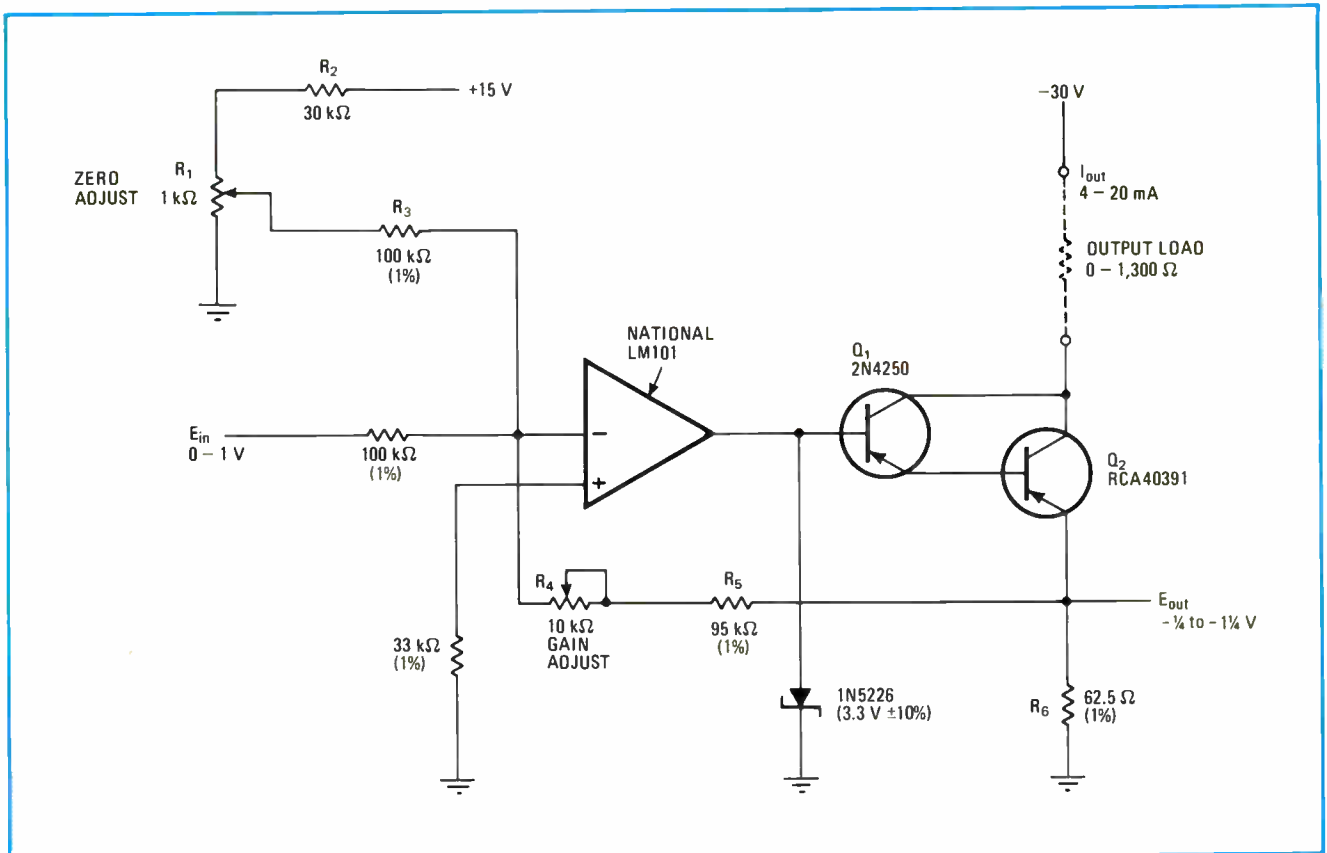 R2
30 kΩ
+15 V
−30 V
ZERO
ADJUST
R1
1 kΩ
R3
100 kΩ
(1%)
Iout
4 – 20 mA
OUTPUT LOAD
0 – 1,300 Ω
NATIONAL
LM101
Q1
2N4250
Ein
0 – 1 V
100 kΩ
(1%)
−
+
Q2
RCA40391
R4
10 kΩ
GAIN
ADJUST
R5
95 kΩ
(1%)
Eout
-¼ to -1¼ V
33 kΩ
(1%)
1N5226
(3.3 V ±10%)
R6
62.5 Ω
(1%)